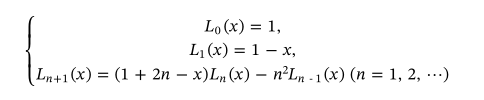 L₀(x) = 1,
L₁(x) = 1 − x,
Lₙ₊₁(x) = (1 + 2n − x)Lₙ(x) − n²Lₙ ₋ ₁(x) (n = 1, 2, ⋯)